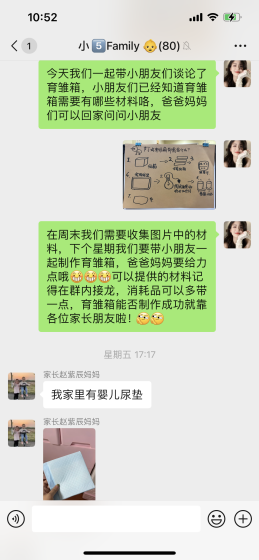 10:52
1
小5Family(80)
今天我们一起带小朋友们谈论了
育雏箱，小朋友们已经知道育雏
箱需要有哪些材料咯，爸爸妈妈
们可以回家问问小朋友
在周末我们需要收集图片中的材
料，下个星期我们要带小朋友一
起制作育雏箱，爸爸妈妈要给力
点哦可以提供的材料记
得在群内接龙，消耗品可以多带
一点，育雏箱能否制作成功就靠
各位家长朋友啦！
星期五 17:17
家长赵紫辰妈妈
我家里有婴儿尿垫
家长赵紫辰妈妈